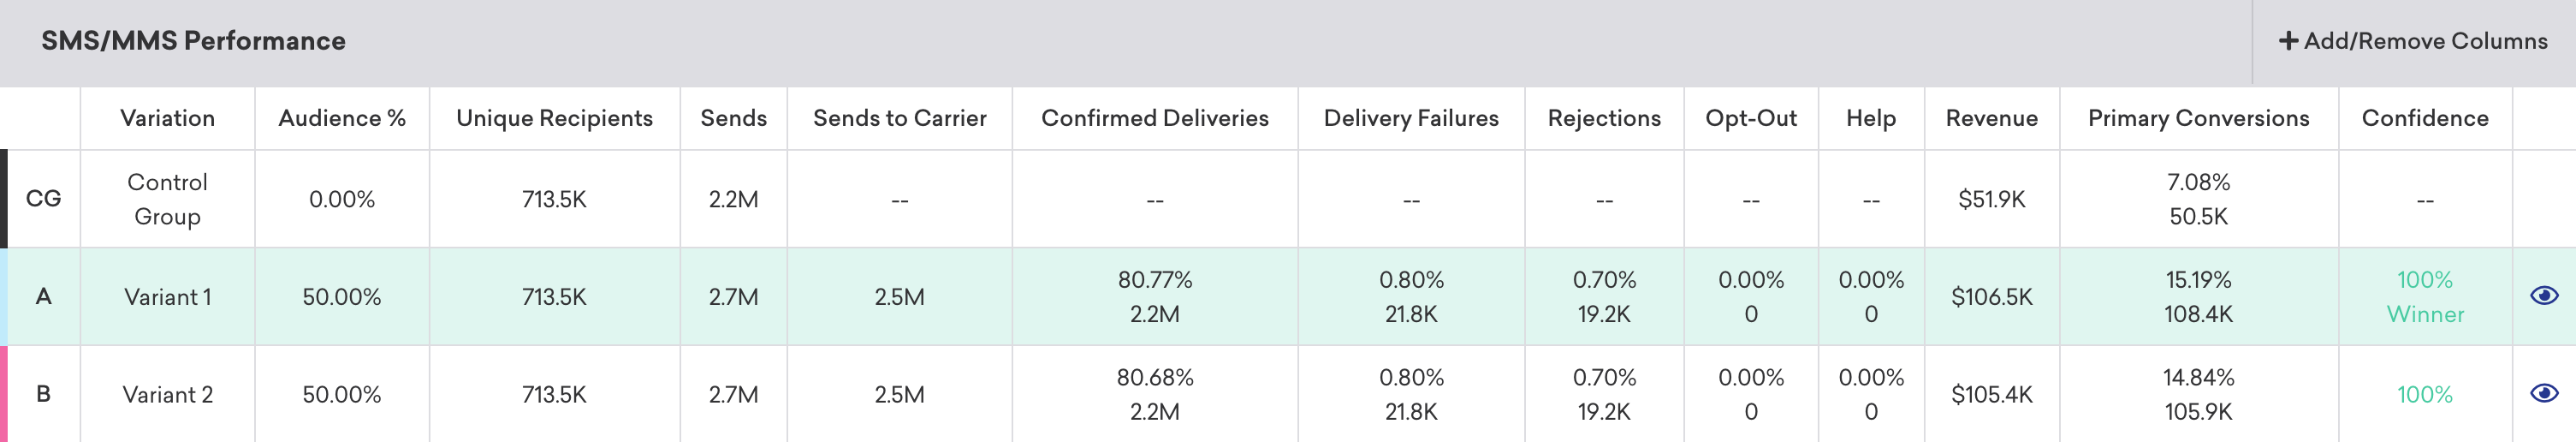 SMS/MMS Performance
+ Add/Remove Columns
Variation Audience % Unique Recipients Sends Sends to Carrier Confirmed Deliveries Delivery Failures Rejections Opt-Out Help Revenue Primary Conversions Confidence
CG Control Group 0.00% 713.5K 2.2M -- -- -- -- -- -- $51.9K 7.08% 50.5K --
A Variant 1 50.00% 713.5K 2.7M 2.5M 80.77% 2.2M 0.80% 21.8K 0.70% 19.2K 0.00% 0 0.00% 0 $106.5K 15.19% 108.4K 100% Winner
B Variant 2 50.00% 713.5K 2.7M 2.5M 80.68% 2.2M 0.80% 21.8K 0.70% 19.2K 0.00% 0 0.00% 0 $105.4K 14.84% 105.9K 100%